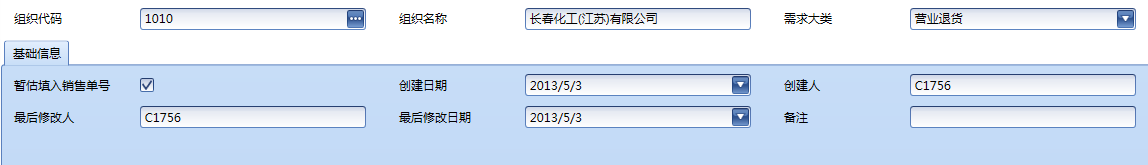 组织代码 1010 组织名称 长春化工(江苏)有限公司 需求大类 营业退货
基础信息
暂估填入销售单号 创建日期 2013/5/3 创建人 C1756
最后修改人 C1756 最后修改日期 2013/5/3 备注